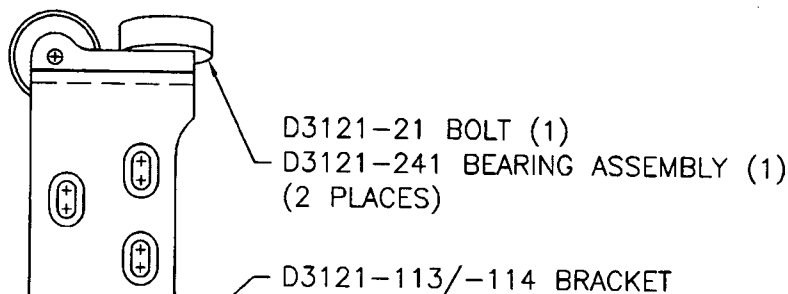 D3121-21 BOLT (1)
D3121-241 BEARING ASSEMBLY (1)
(2 PLACES)
D3121-113/-114 BRACKET